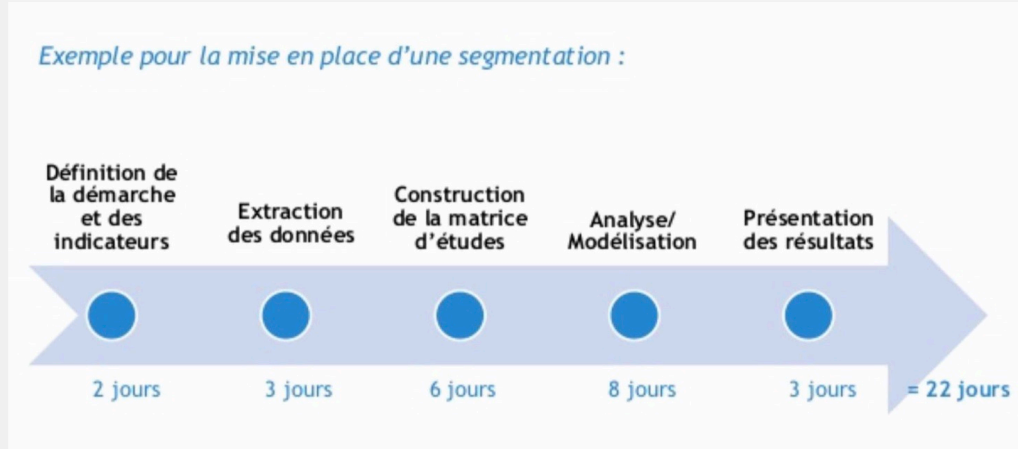 Exemple pour la mise en place d'une segmentation :
Définition de
la démarche
et des
indicateurs
Extraction
des données
Construction
de la matrice
d'études
Analyse/
Modélisation
Présentation
des résultats
2 jours
3 jours
6 jours
8 jours
3 jours
= 22 jours